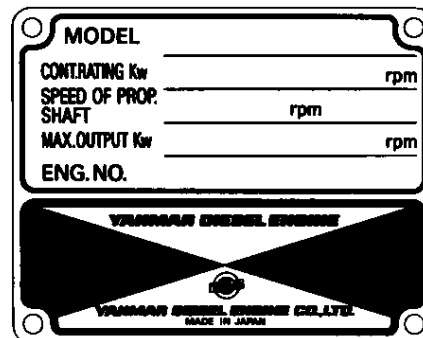 MODEL
CONT.RATING Kw rpm
SPEED OF PROP.
SHAFT rpm
MAX.OUTPUT Kw rpm
ENG.NO.
YANMAR DIESEL ENGINE
YANMAR DIESEL ENGINE CO.,LTD.
MADE IN JAPAN